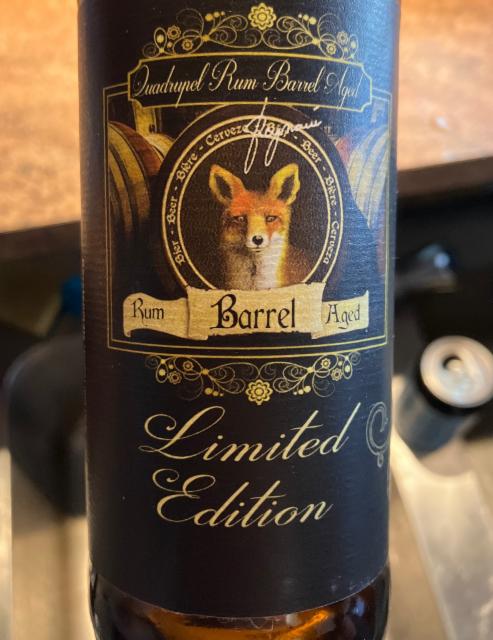 Quadrupel Rum Barrel Aged
Bier - Beer - Bière - Cerveza
Beer - Bière - Cerveza
Rum Barrel Aged
Limited
Edition